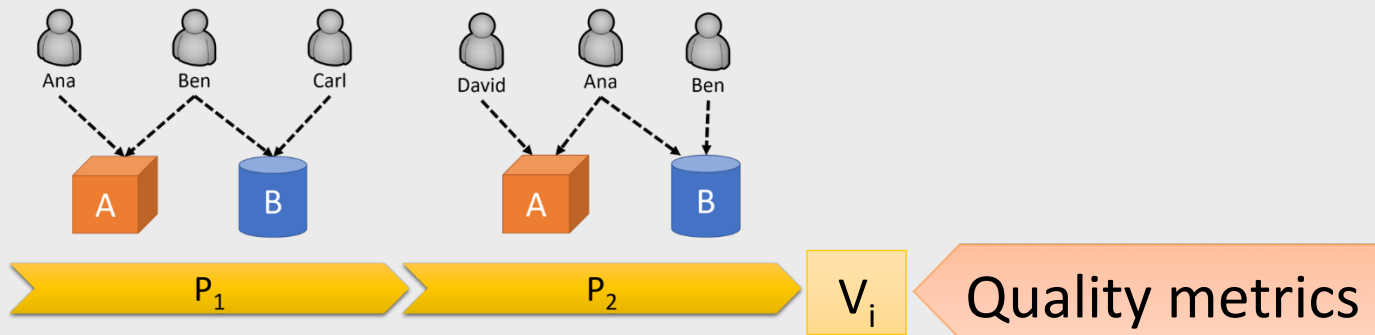 Ana Ben Carl David Ana Ben
A B A B
P₁ P₂ Vᵢ Quality metrics